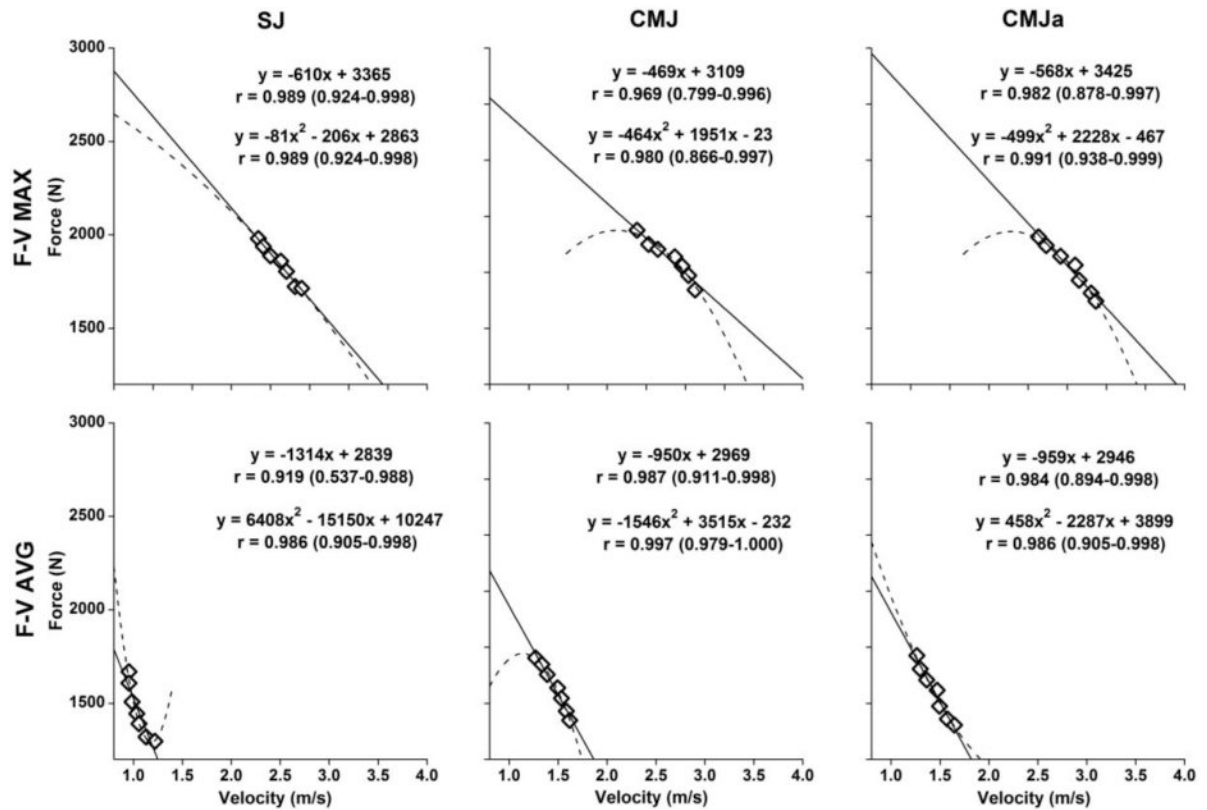 SJ
CMJ
CMJa
F-V MAX
Force (N)
3000
2500
2000
1500
y = -610x + 3365
r = 0.989 (0.924-0.998)
y = -81x² - 206x + 2863
r = 0.989 (0.924-0.998)
y = -469x + 3109
r = 0.969 (0.799-0.996)
y = -464x² + 1951x - 23
r = 0.980 (0.866-0.997)
y = -568x + 3425
r = 0.982 (0.878-0.997)
y = -499x² + 2228x - 467
r = 0.991 (0.938-0.999)
F-V AVG
Force (N)
3000
2500
2000
1500
y = -1314x + 2839
r = 0.919 (0.537-0.988)
y = 6408x² - 15150x + 10247
r = 0.986 (0.905-0.998)
y = -950x + 2969
r = 0.987 (0.911-0.998)
y = -1546x² + 3515x - 232
r = 0.997 (0.979-1.000)
y = -959x + 2946
r = 0.984 (0.894-0.998)
y = 458x² - 2287x + 3899
r = 0.986 (0.905-0.998)
1.0 1.5 2.0 2.5 3.0 3.5 4.0
1.0 1.5 2.0 2.5 3.0 3.5 4.0
1.0 1.5 2.0 2.5 3.0 3.5 4.0
Velocity (m/s)
Velocity (m/s)
Velocity (m/s)